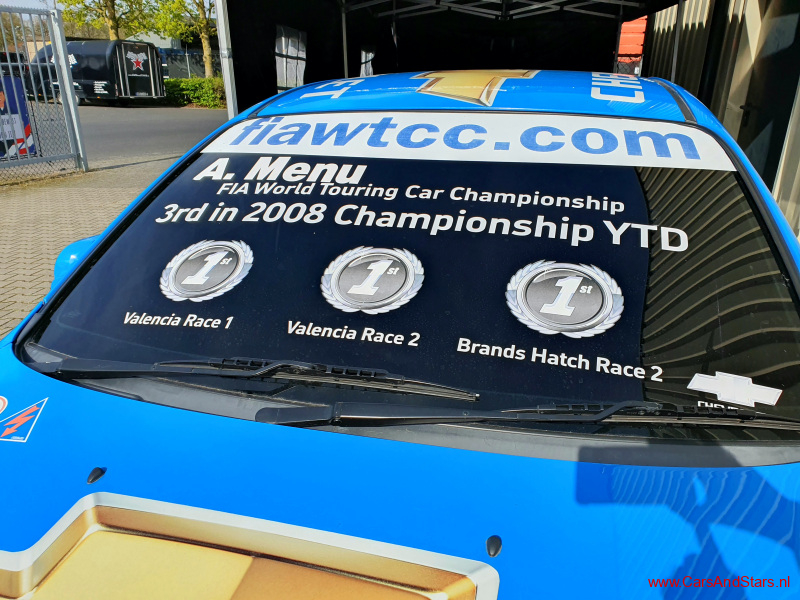 CHE
fiawtcc.com
A. Menu
FIA World Touring Car Championship
3rd in 2008 Championship YTD
1st
1st
1st
Valencia Race 1
Valencia Race 2
Brands Hatch Race 2
www.CarsAndStars.nl